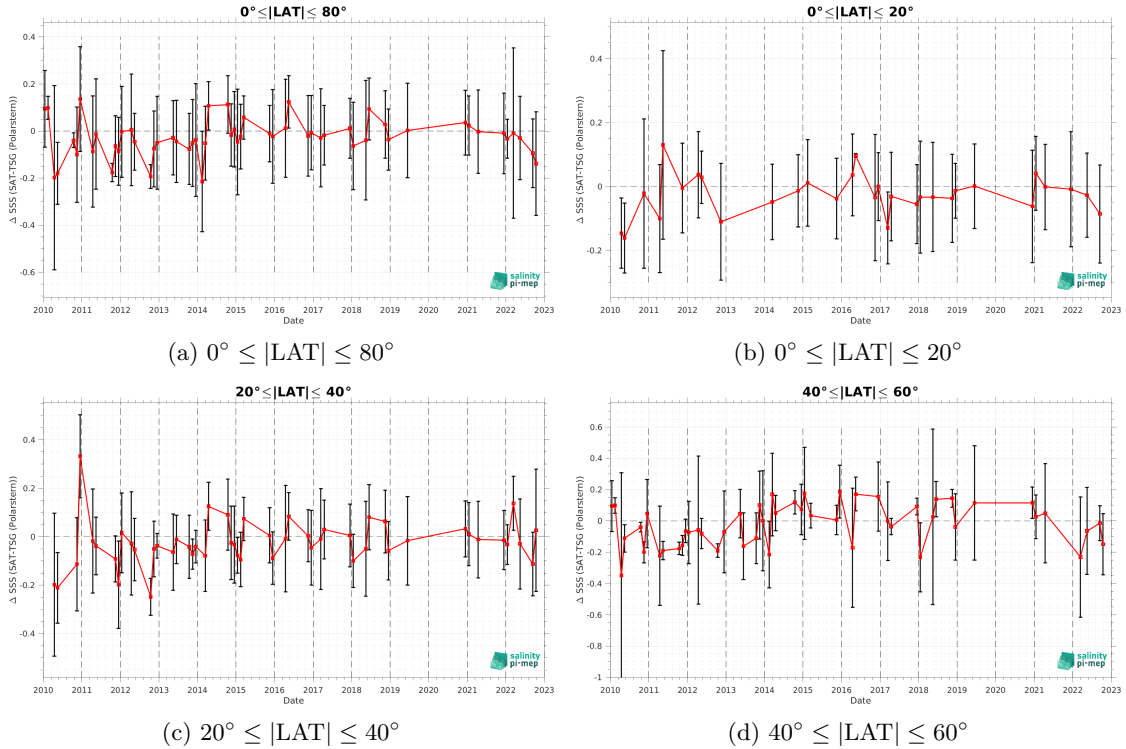 0°≤|LAT|≤ 80°
Δ SSS (SAT-TSG (Polarstern))
0.4
0.2
0
-0.2
-0.4
-0.6
2010 2011 2012 2013 2014 2015 2016 2017 2018 2019 2020 2021 2022 2023
Date
salinity
pi-mep
(a) 0° ≤ |LAT| ≤ 80°
0°≤|LAT|≤ 20°
Δ SSS (SAT-TSG (Polarstern))
0.4
0.2
0
-0.2
2010 2011 2012 2013 2014 2015 2016 2017 2018 2019 2020 2021 2022 2023
Date
salinity
pi-mep
(b) 0° ≤ |LAT| ≤ 20°
20°≤|LAT|≤ 40°
Δ SSS (SAT-TSG (Polarstern))
0.4
0.2
0
-0.2
-0.4
2010 2011 2012 2013 2014 2015 2016 2017 2018 2019 2020 2021 2022 2023
Date
salinity
pi-mep
(c) 20° ≤ |LAT| ≤ 40°
40°≤|LAT|≤ 60°
Δ SSS (SAT-TSG (Polarstern))
0.8
0.6
0.4
0.2
0
-0.2
-0.4
-0.6
-0.8
-1
2010 2011 2012 2013 2014 2015 2016 2017 2018 2019 2020 2021 2022 2023
Date
salinity
pi-mep
(d) 40° ≤ |LAT| ≤ 60°